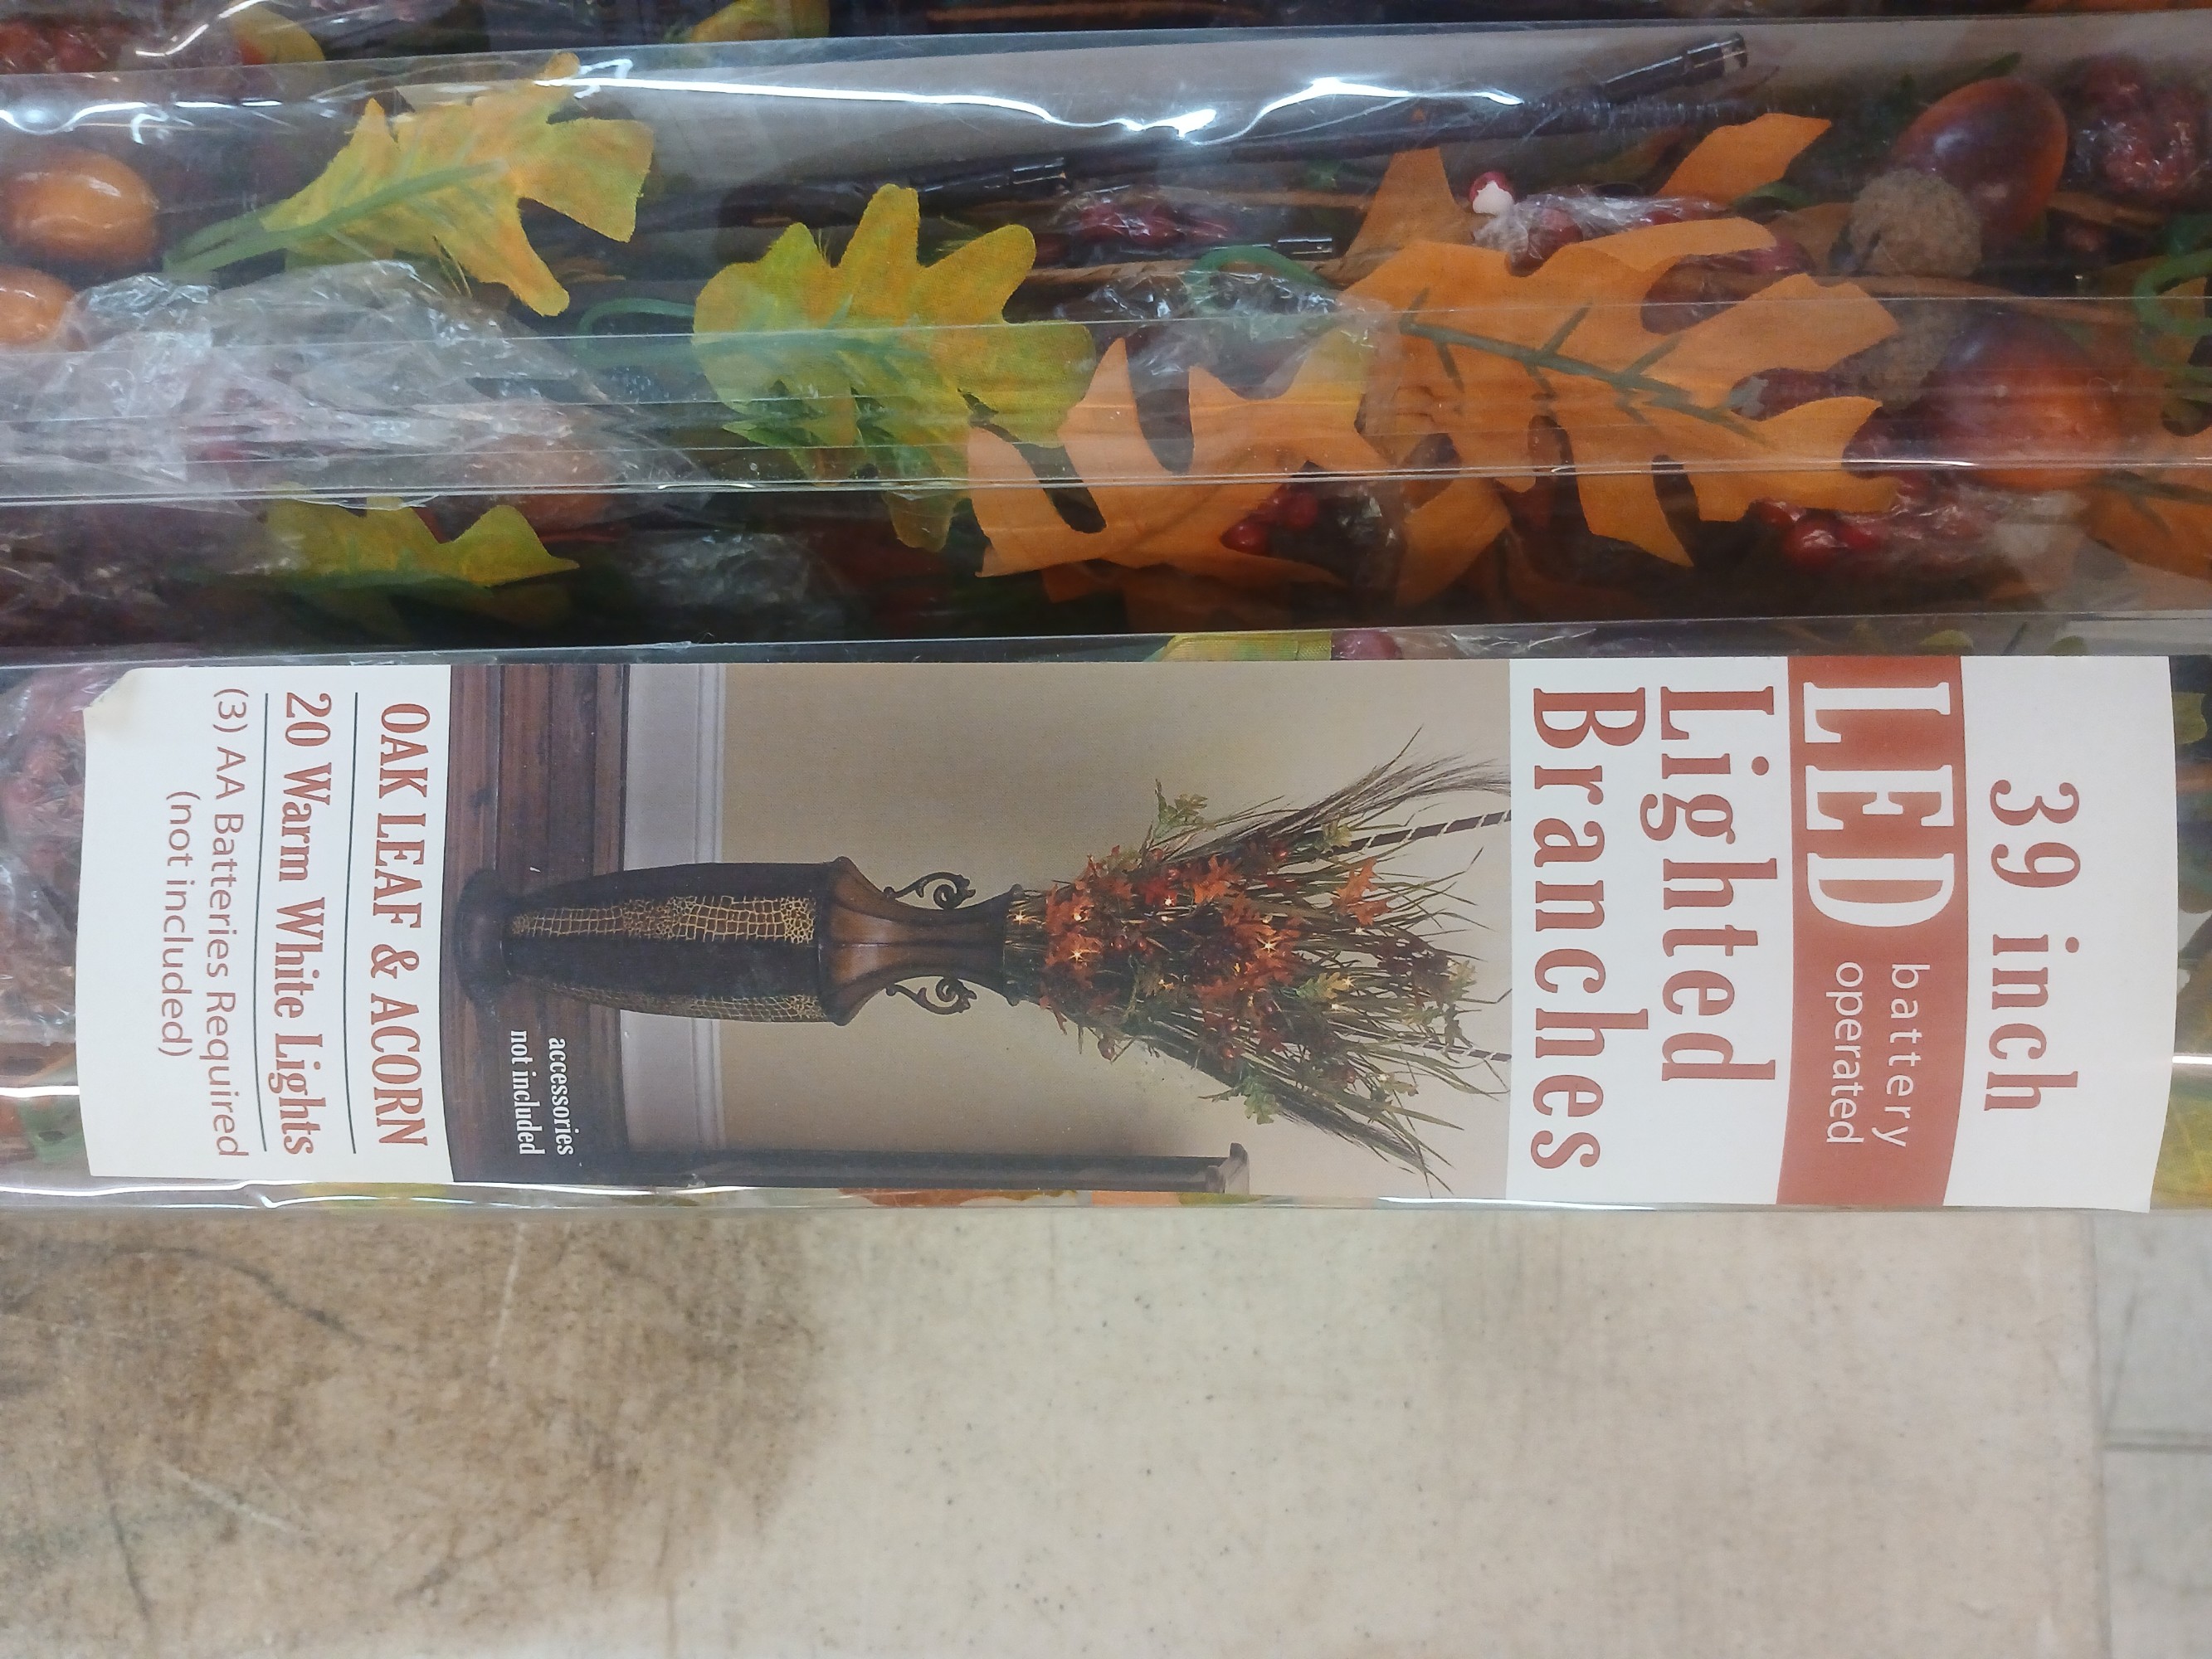 39 inch
LED
battery
operated
Lighted
Branches
accessories
not included
OAK LEAF & ACORN
20 Warm White Lights
(3) AA Batteries Required
(not included)